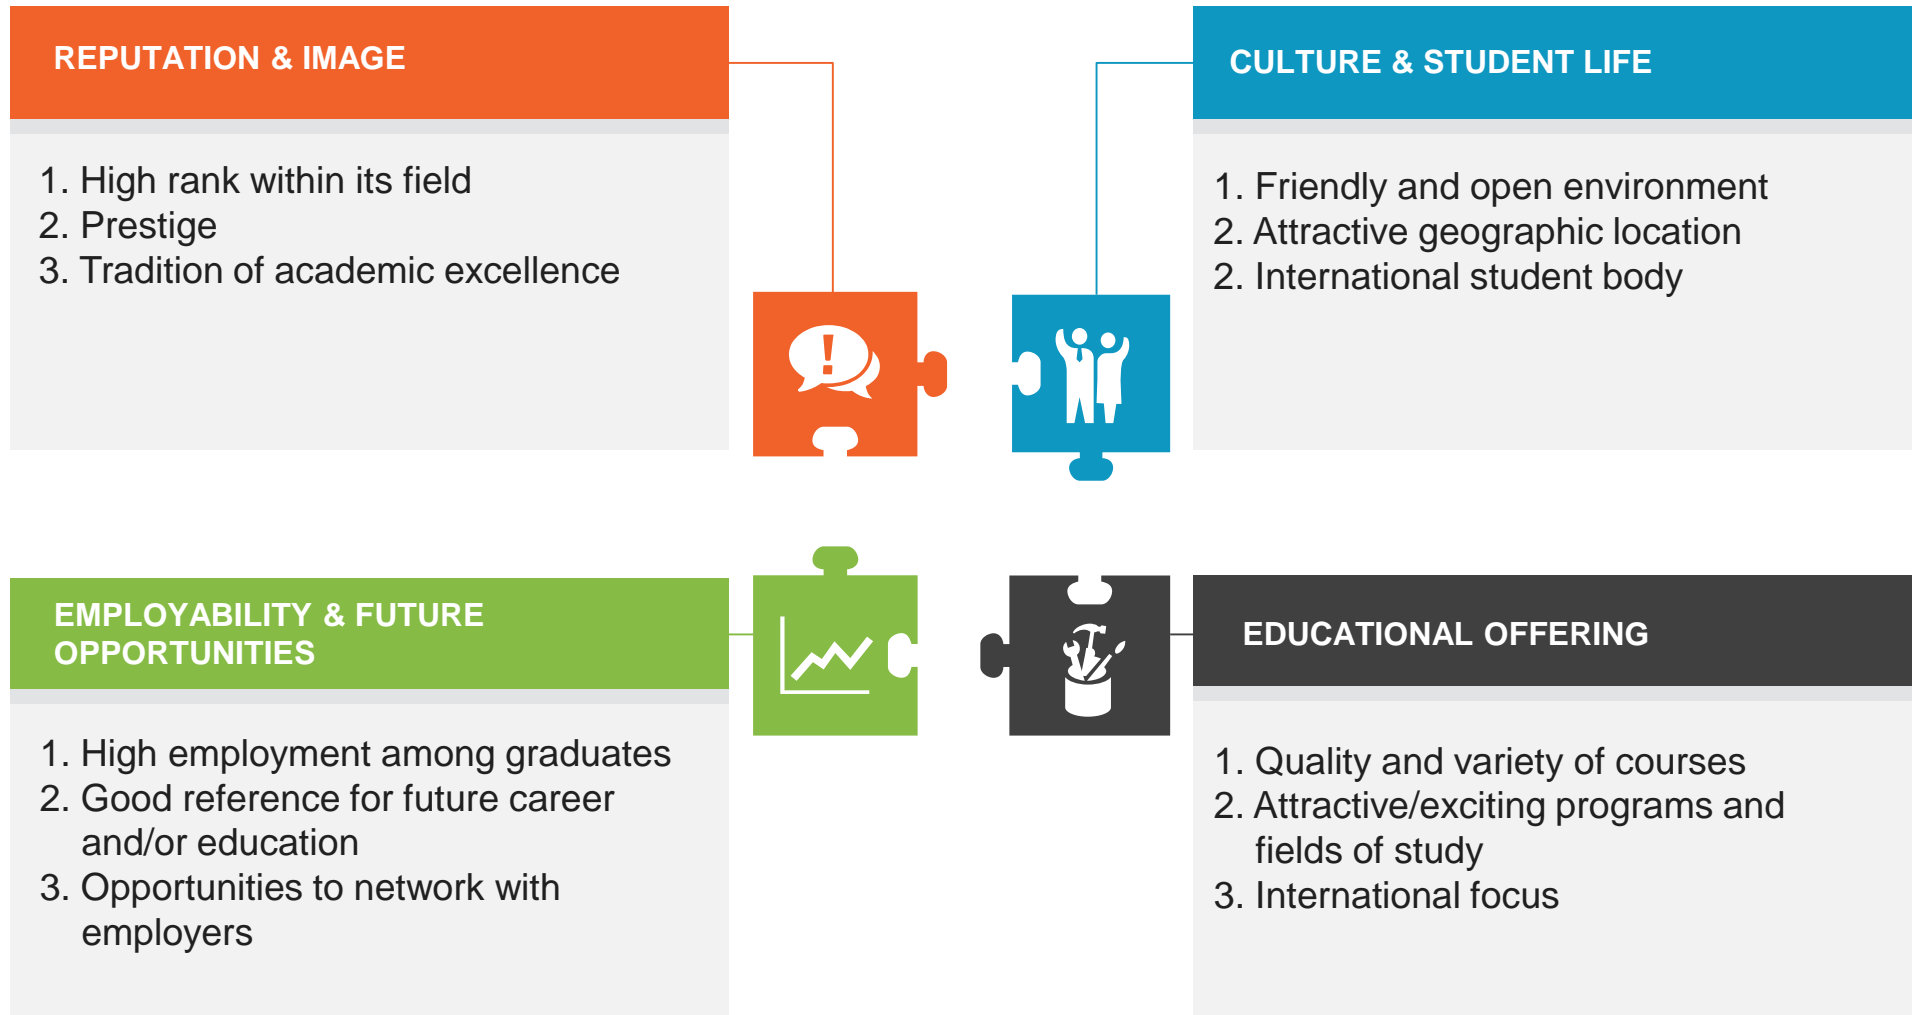 REPUTATION & IMAGE
1. High rank within its field
2. Prestige
3. Tradition of academic excellence
CULTURE & STUDENT LIFE
1. Friendly and open environment
2. Attractive geographic location
2. International student body
EMPLOYABILITY & FUTURE
OPPORTUNITIES
1. High employment among graduates
2. Good reference for future career
and/or education
3. Opportunities to network with
employers
EDUCATIONAL OFFERING
1. Quality and variety of courses
2. Attractive/exciting programs and
fields of study
3. International focus